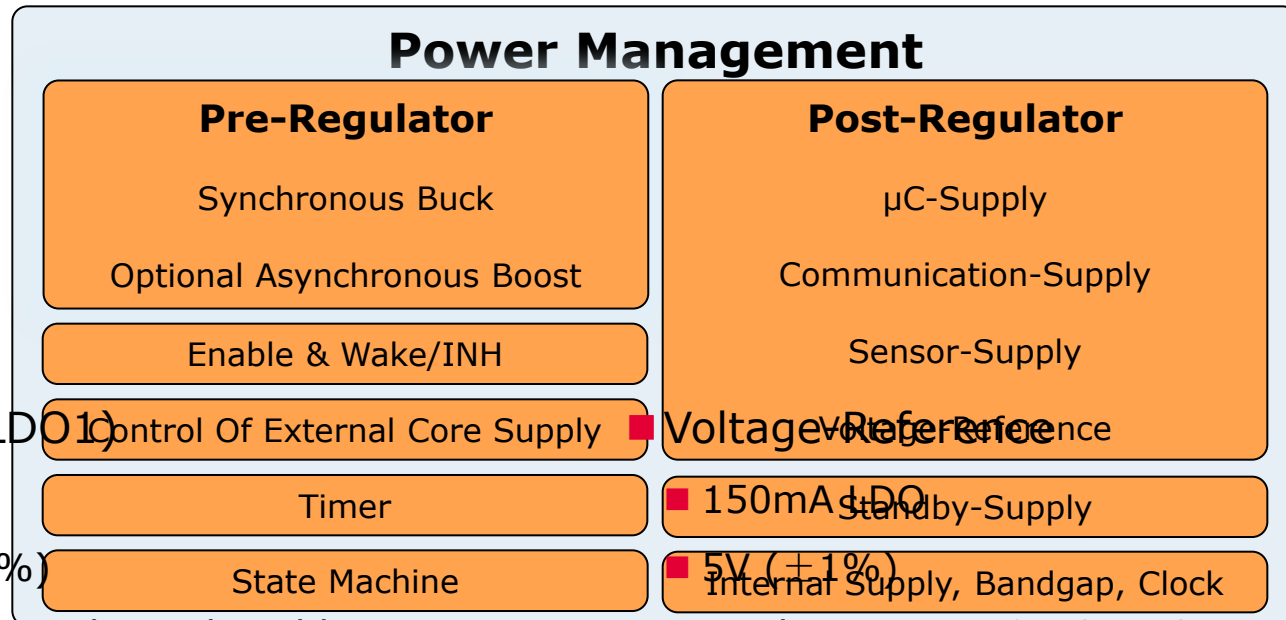 Power Management
Pre-Regulator
Synchronous Buck
Optional Asynchronous Boost
Enable & Wake/INH
LDO1)
Control Of External Core Supply
Timer
%)
State Machine
Post-Regulator
µC-Supply
Communication-Supply
Sensor-Supply
Voltage-Reference
Voltage-Reference
150mA LDO
Standby-Supply
5V (±1%)
Internal Supply, Bandgap, Clock